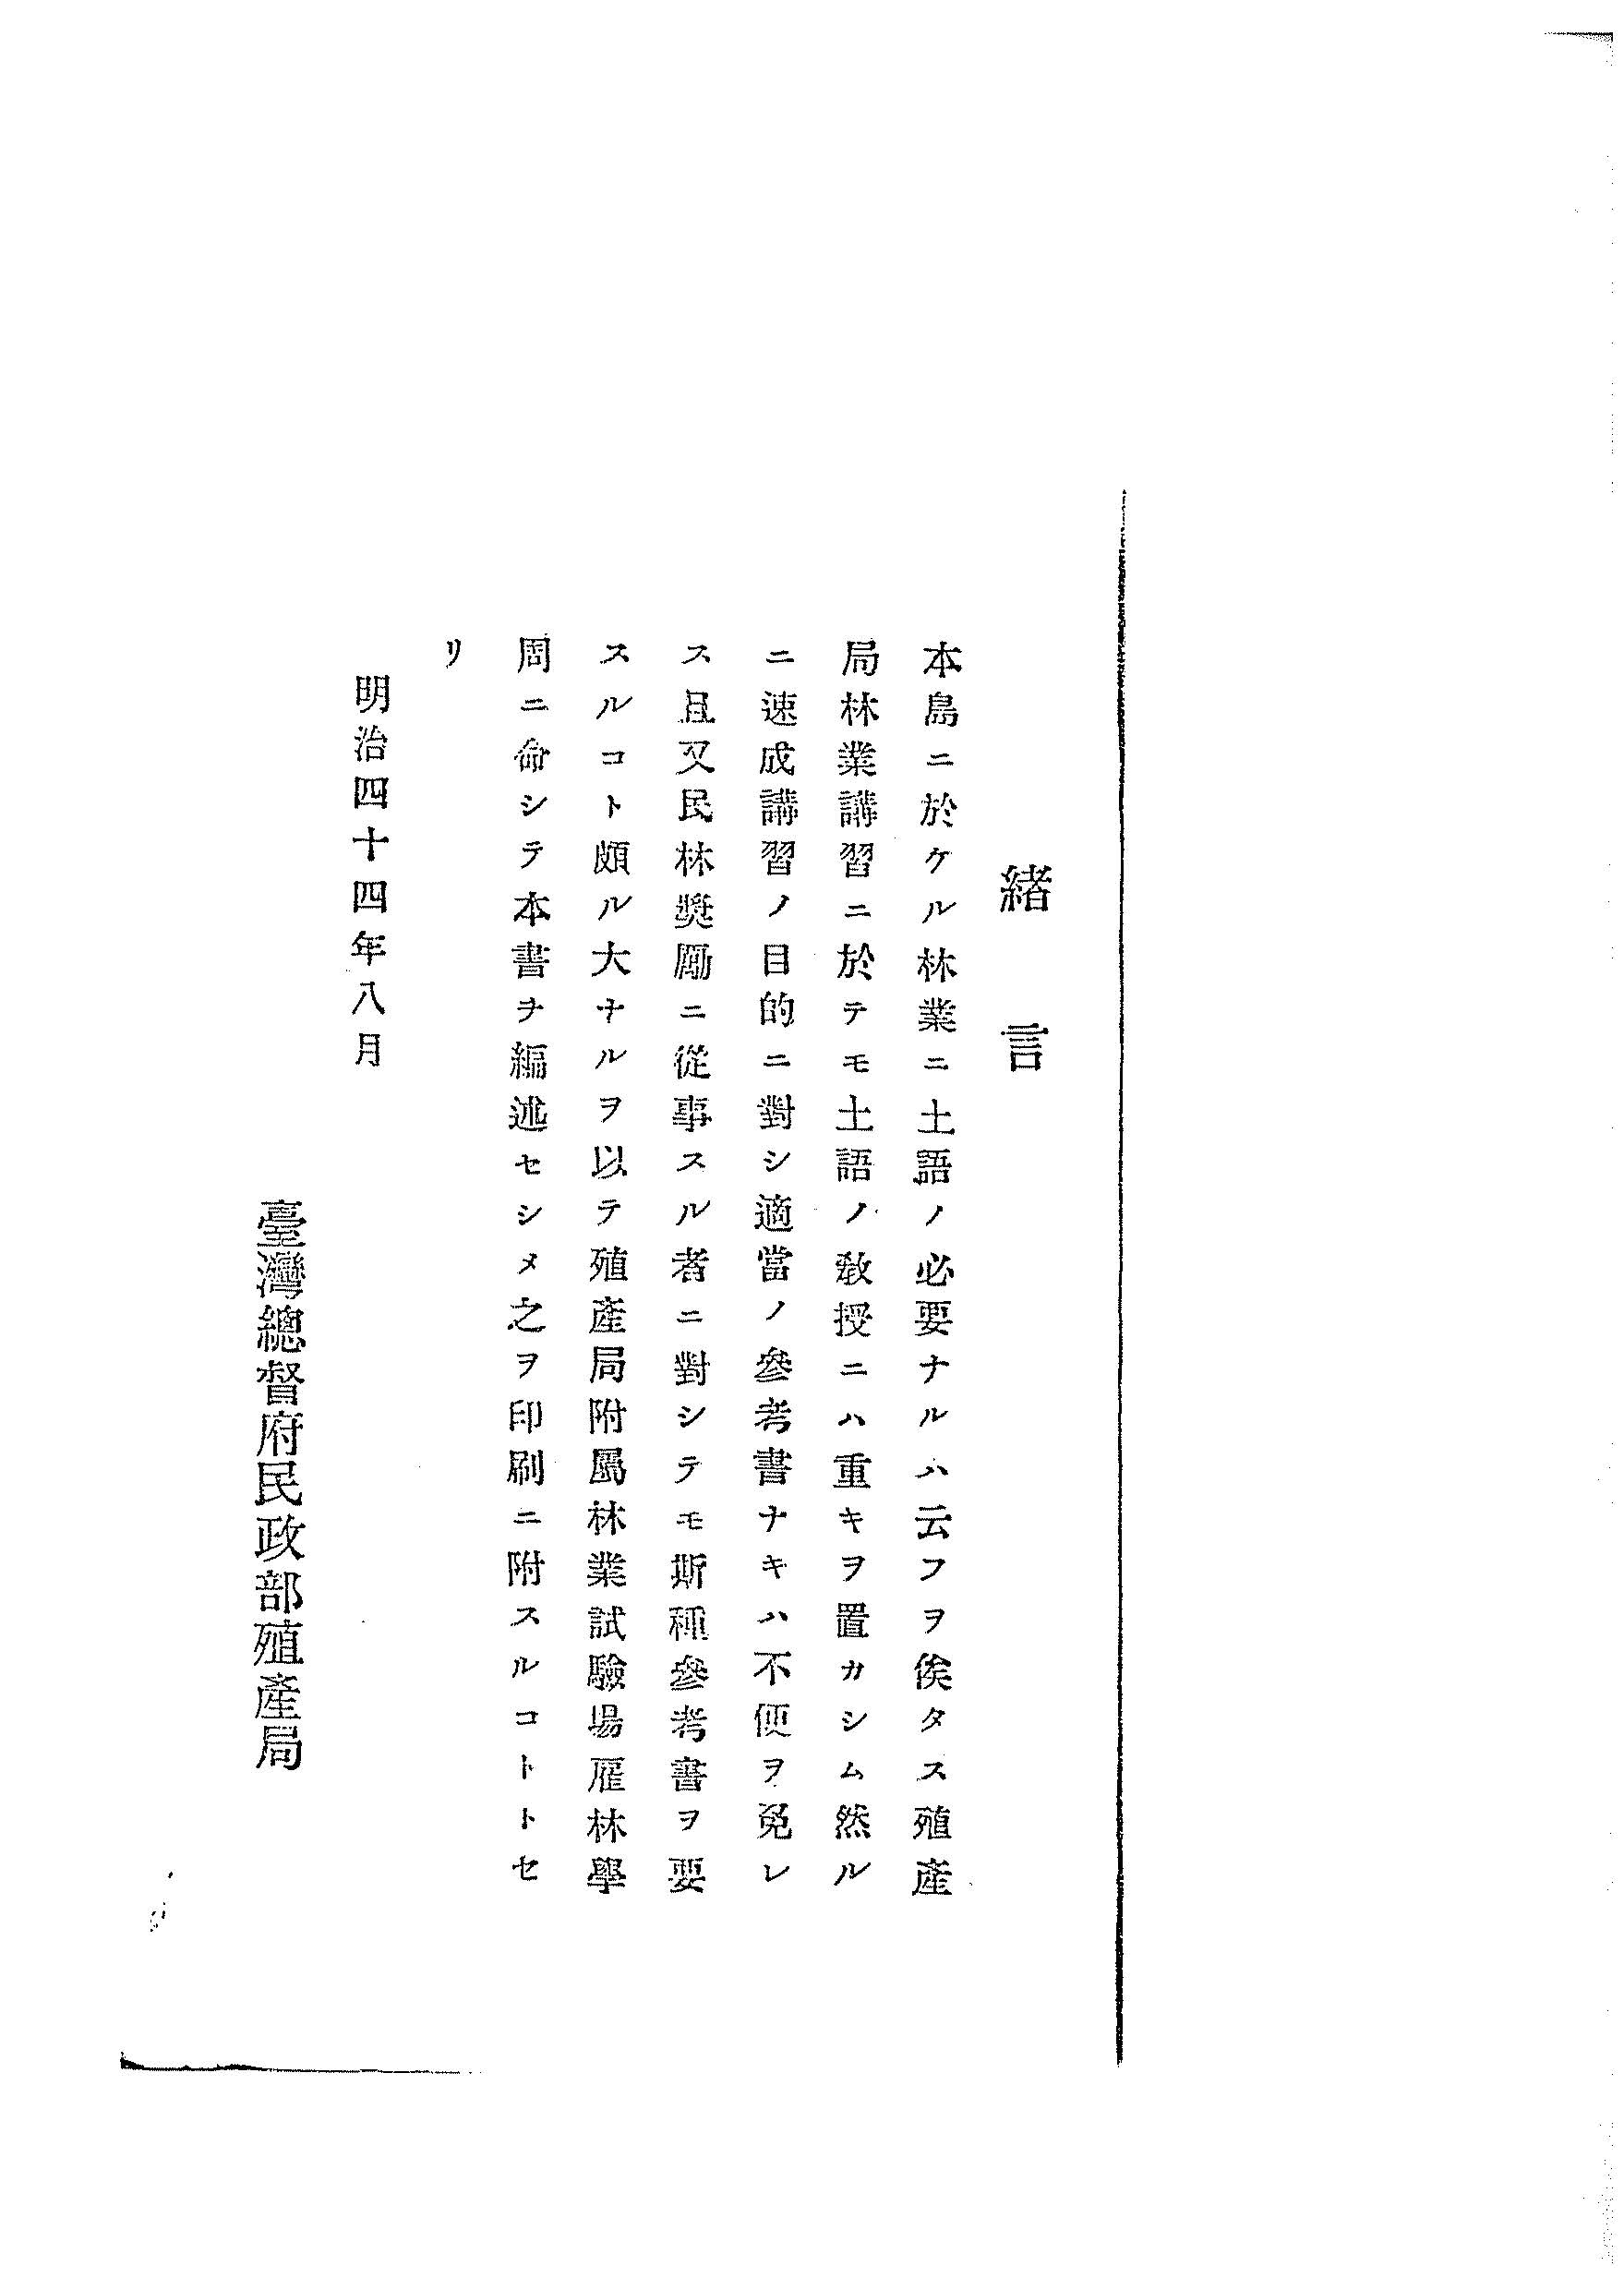 緒言
本島ニ於ケル林業ニ土語ノ必要ナルハ云フヲ俟タス殖產
局林業講習ニ於テモ土語ノ敎授ニハ重キヲ置カシム然ル
ニ速成講習ノ目的ニ對シ適當ノ參考書ナキハ不便ヲ免レ
ス且又民林奬勵ニ從事スル者ニ對シテモ斯種參考書ヲ要
スルコト頗ル大ナルヲ以テ殖產局附屬林業試驗場雇林學
周ニ命シテ本書ヲ編述セシメ之ヲ印刷ニ附スルコトトセ
リ
明治四十四年八月
臺灣總督府民政部殖產局